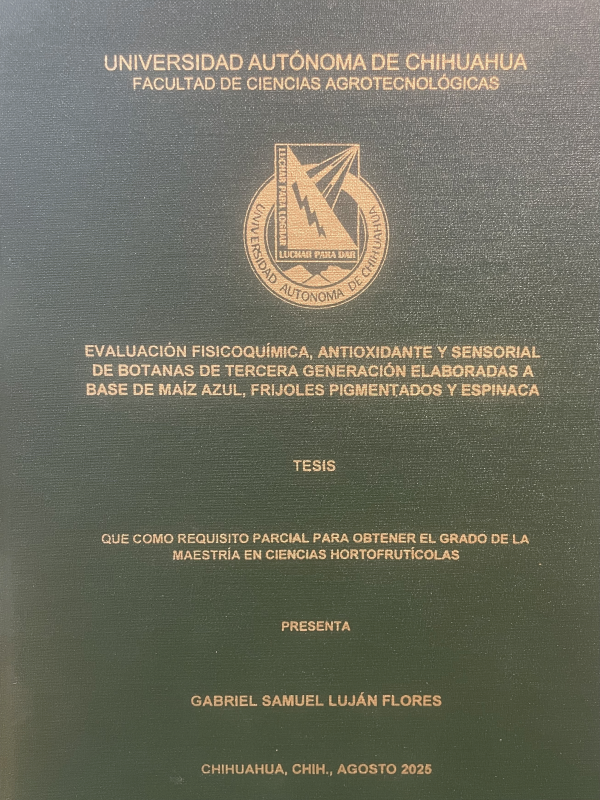 UNIVERSIDAD AUTÓNOMA DE CHIHUAHUA
FACULTAD DE CIENCIAS AGROTECNOLÓGICAS
LUCHAR PARA LOGRAR
LUCHAR PARA DAR
UNIVERSIDAD AUTONOMA DE CHIHUAHUA
EVALUACIÓN FISICOQUÍMICA, ANTIOXIDANTE Y SENSORIAL
DE BOTANAS DE TERCERA GENERACIÓN ELABORADAS A
BASE DE MAÍZ AZUL, FRIJOLES PIGMENTADOS Y ESPINACA
TESIS
QUE COMO REQUISITO PARCIAL PARA OBTENER EL GRADO DE LA
MAESTRÍA EN CIENCIAS HORTOFRUTÍCOLAS
PRESENTA
GABRIEL SAMUEL LUJÁN FLORES
CHIHUAHUA, CHIH., AGOSTO 2025